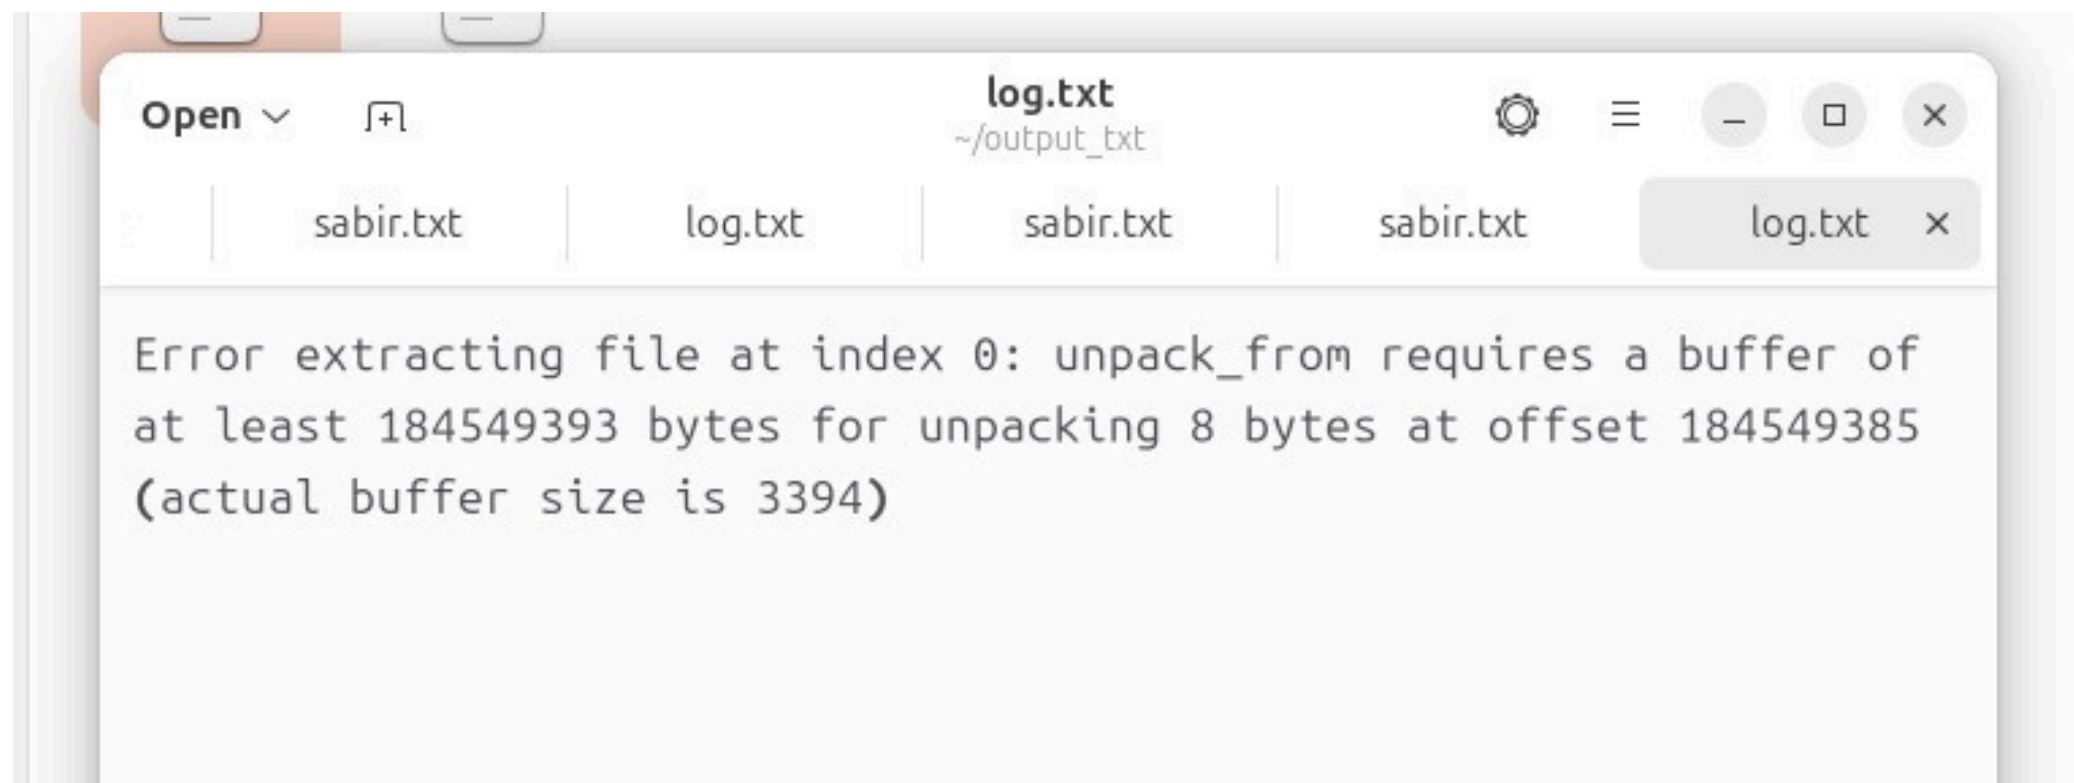 log.txt
Open
~/output_txt
sabir.txt log.txt sabir.txt sabir.txt log.txt
Error extracting file at index 0: unpack_from requires a buffer of
at least 184549393 bytes for unpacking 8 bytes at offset 184549385
(actual buffer size is 3394)